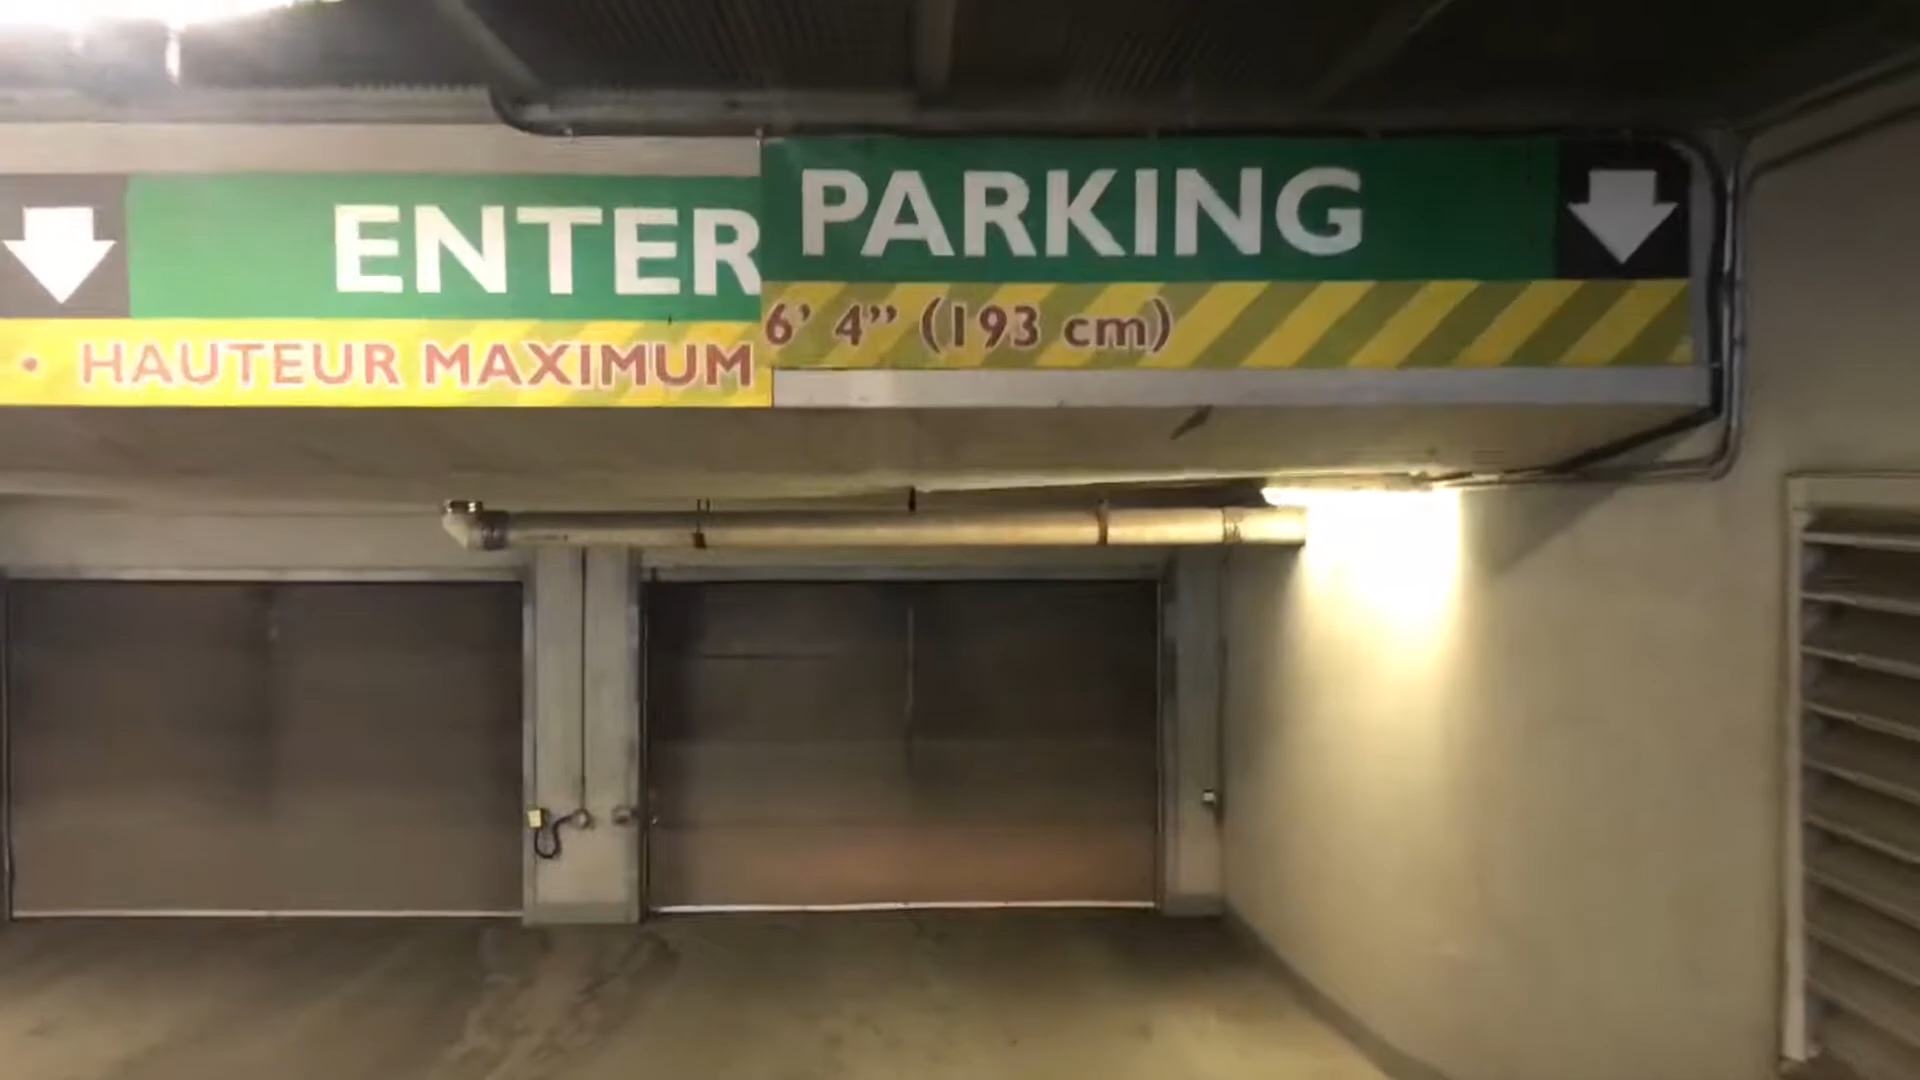 ENTER PARKING
• HAUTEUR MAXIMUM 6' 4” (193 cm)